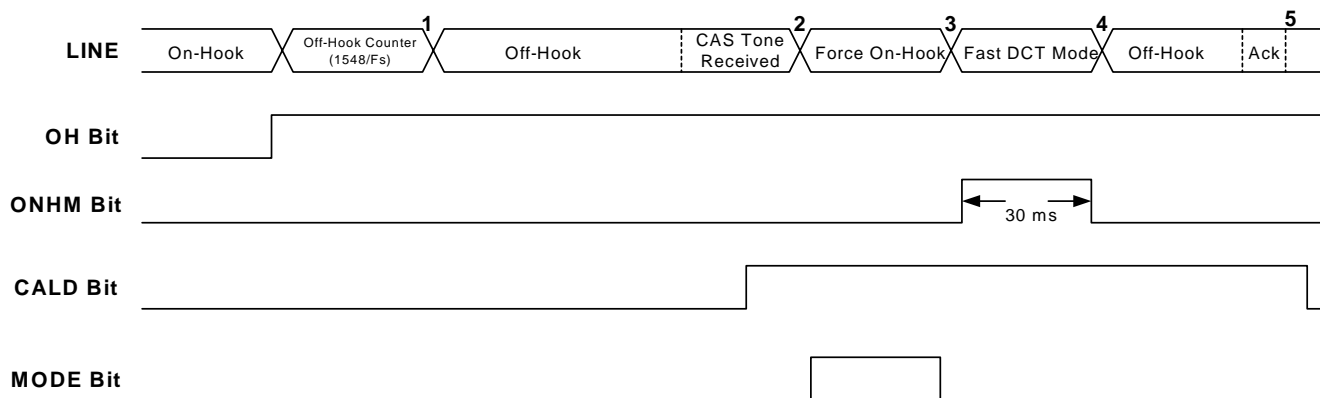 1 2 3 4 5
LINE On-Hook Off-Hook Counter Off-Hook CAS Tone Force On-Hook Fast DCT Mode Off-Hook Ack
(1548/Fs) Received
OH Bit
ONHM Bit
30 ms
CALD Bit
MODE Bit